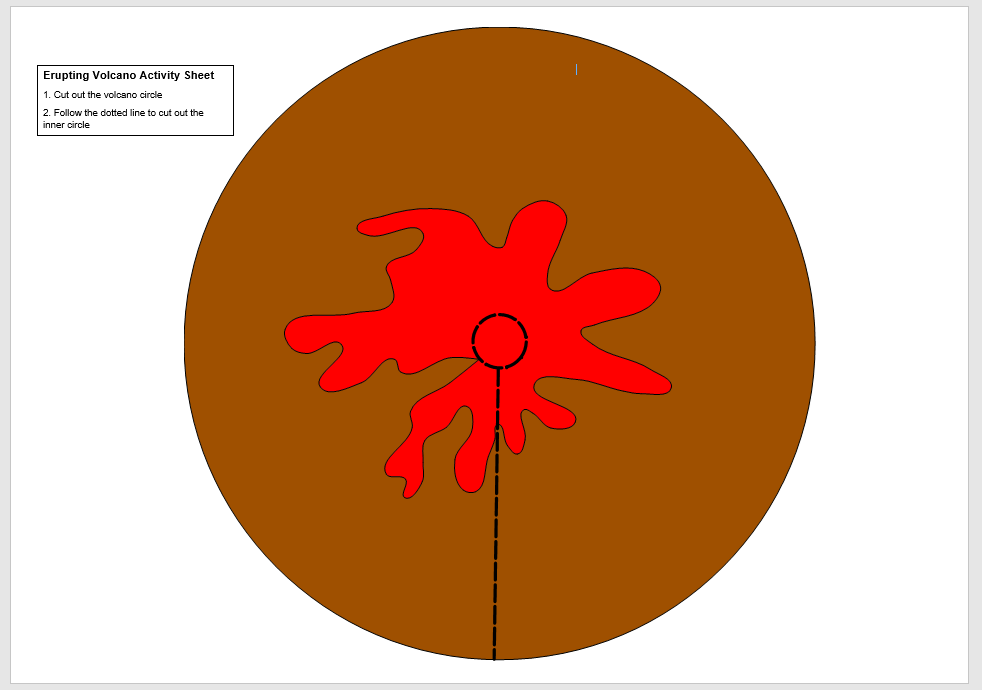 Erupting Volcano Activity Sheet
1. Cut out the volcano circle
2. Follow the dotted line to cut out the
inner circle